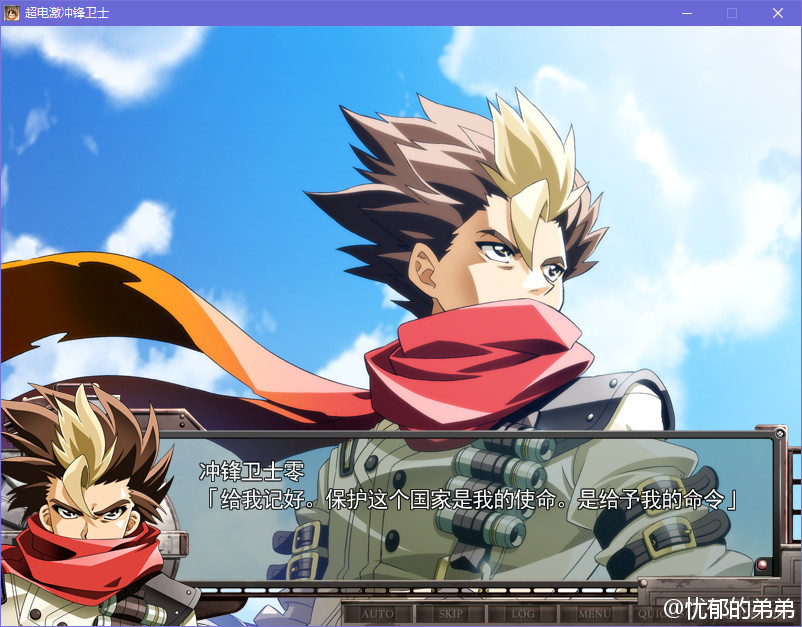 超电激冲锋卫士
冲锋卫士零
「给我记好。保护这个国家是我的使命。是给予我的命令」
AUTO SKIP LOG MENU
@忧郁的弟弟